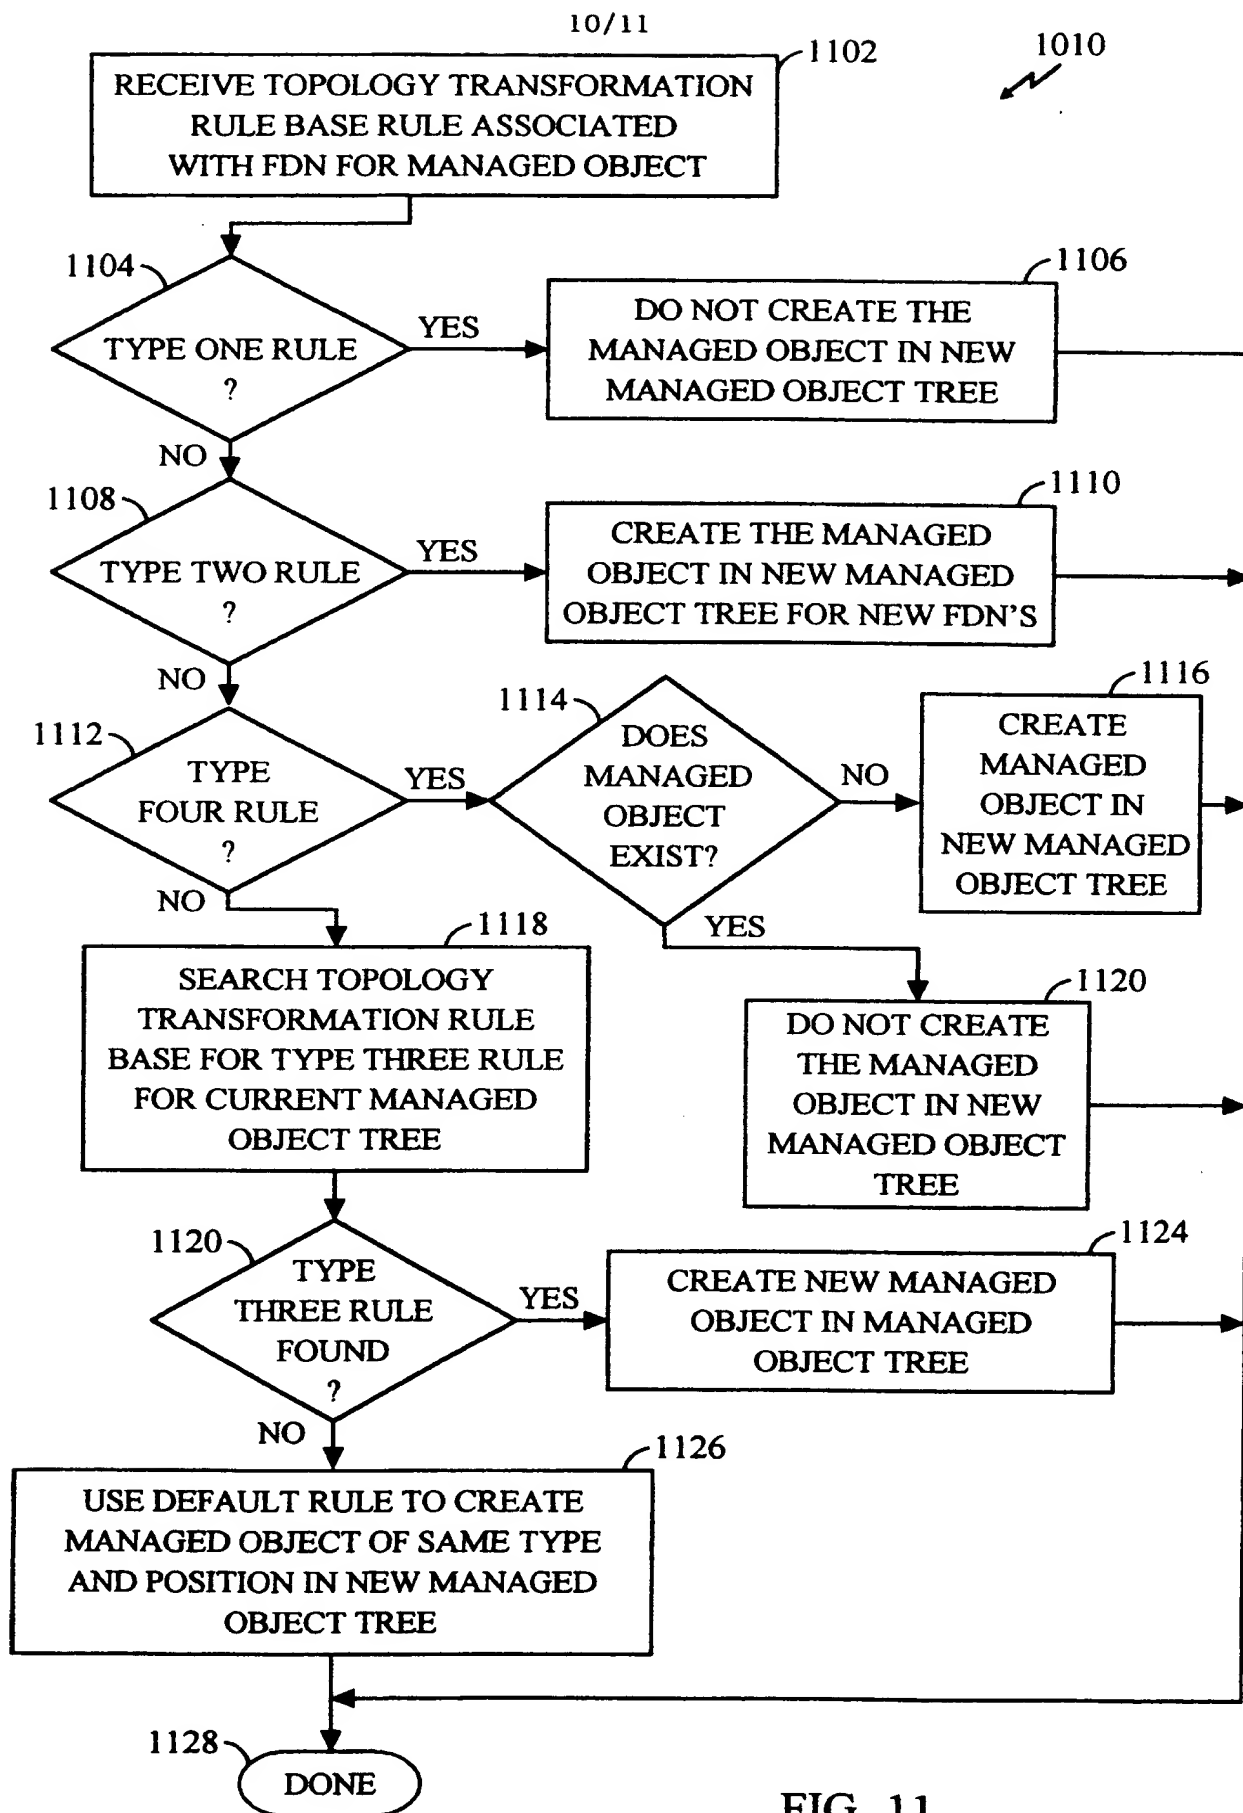 10/11
1102
1010
RECEIVE TOPOLOGY TRANSFORMATION
RULE BASE RULE ASSOCIATED
WITH FDN FOR MANAGED OBJECT
1104
TYPE ONE RULE
?
YES
NO
1106
DO NOT CREATE THE
MANAGED OBJECT IN NEW
MANAGED OBJECT TREE
1108
TYPE TWO RULE
?
YES
NO
1110
CREATE THE MANAGED
OBJECT IN NEW MANAGED
OBJECT TREE FOR NEW FDN'S
1112
TYPE
FOUR RULE
?
YES
NO
1114
DOES
MANAGED
OBJECT
EXIST?
NO
YES
1116
CREATE
MANAGED
OBJECT IN
NEW MANAGED
OBJECT TREE
1118
SEARCH TOPOLOGY
TRANSFORMATION RULE
BASE FOR TYPE THREE RULE
FOR CURRENT MANAGED
OBJECT TREE
1120
DO NOT CREATE
THE MANAGED
OBJECT IN NEW
MANAGED OBJECT
TREE
1120
TYPE
THREE RULE
FOUND
?
YES
NO
1124
CREATE NEW MANAGED
OBJECT IN MANAGED
OBJECT TREE
1126
USE DEFAULT RULE TO CREATE
MANAGED OBJECT OF SAME TYPE
AND POSITION IN NEW MANAGED
OBJECT TREE
1128
DONE
FIG. 11